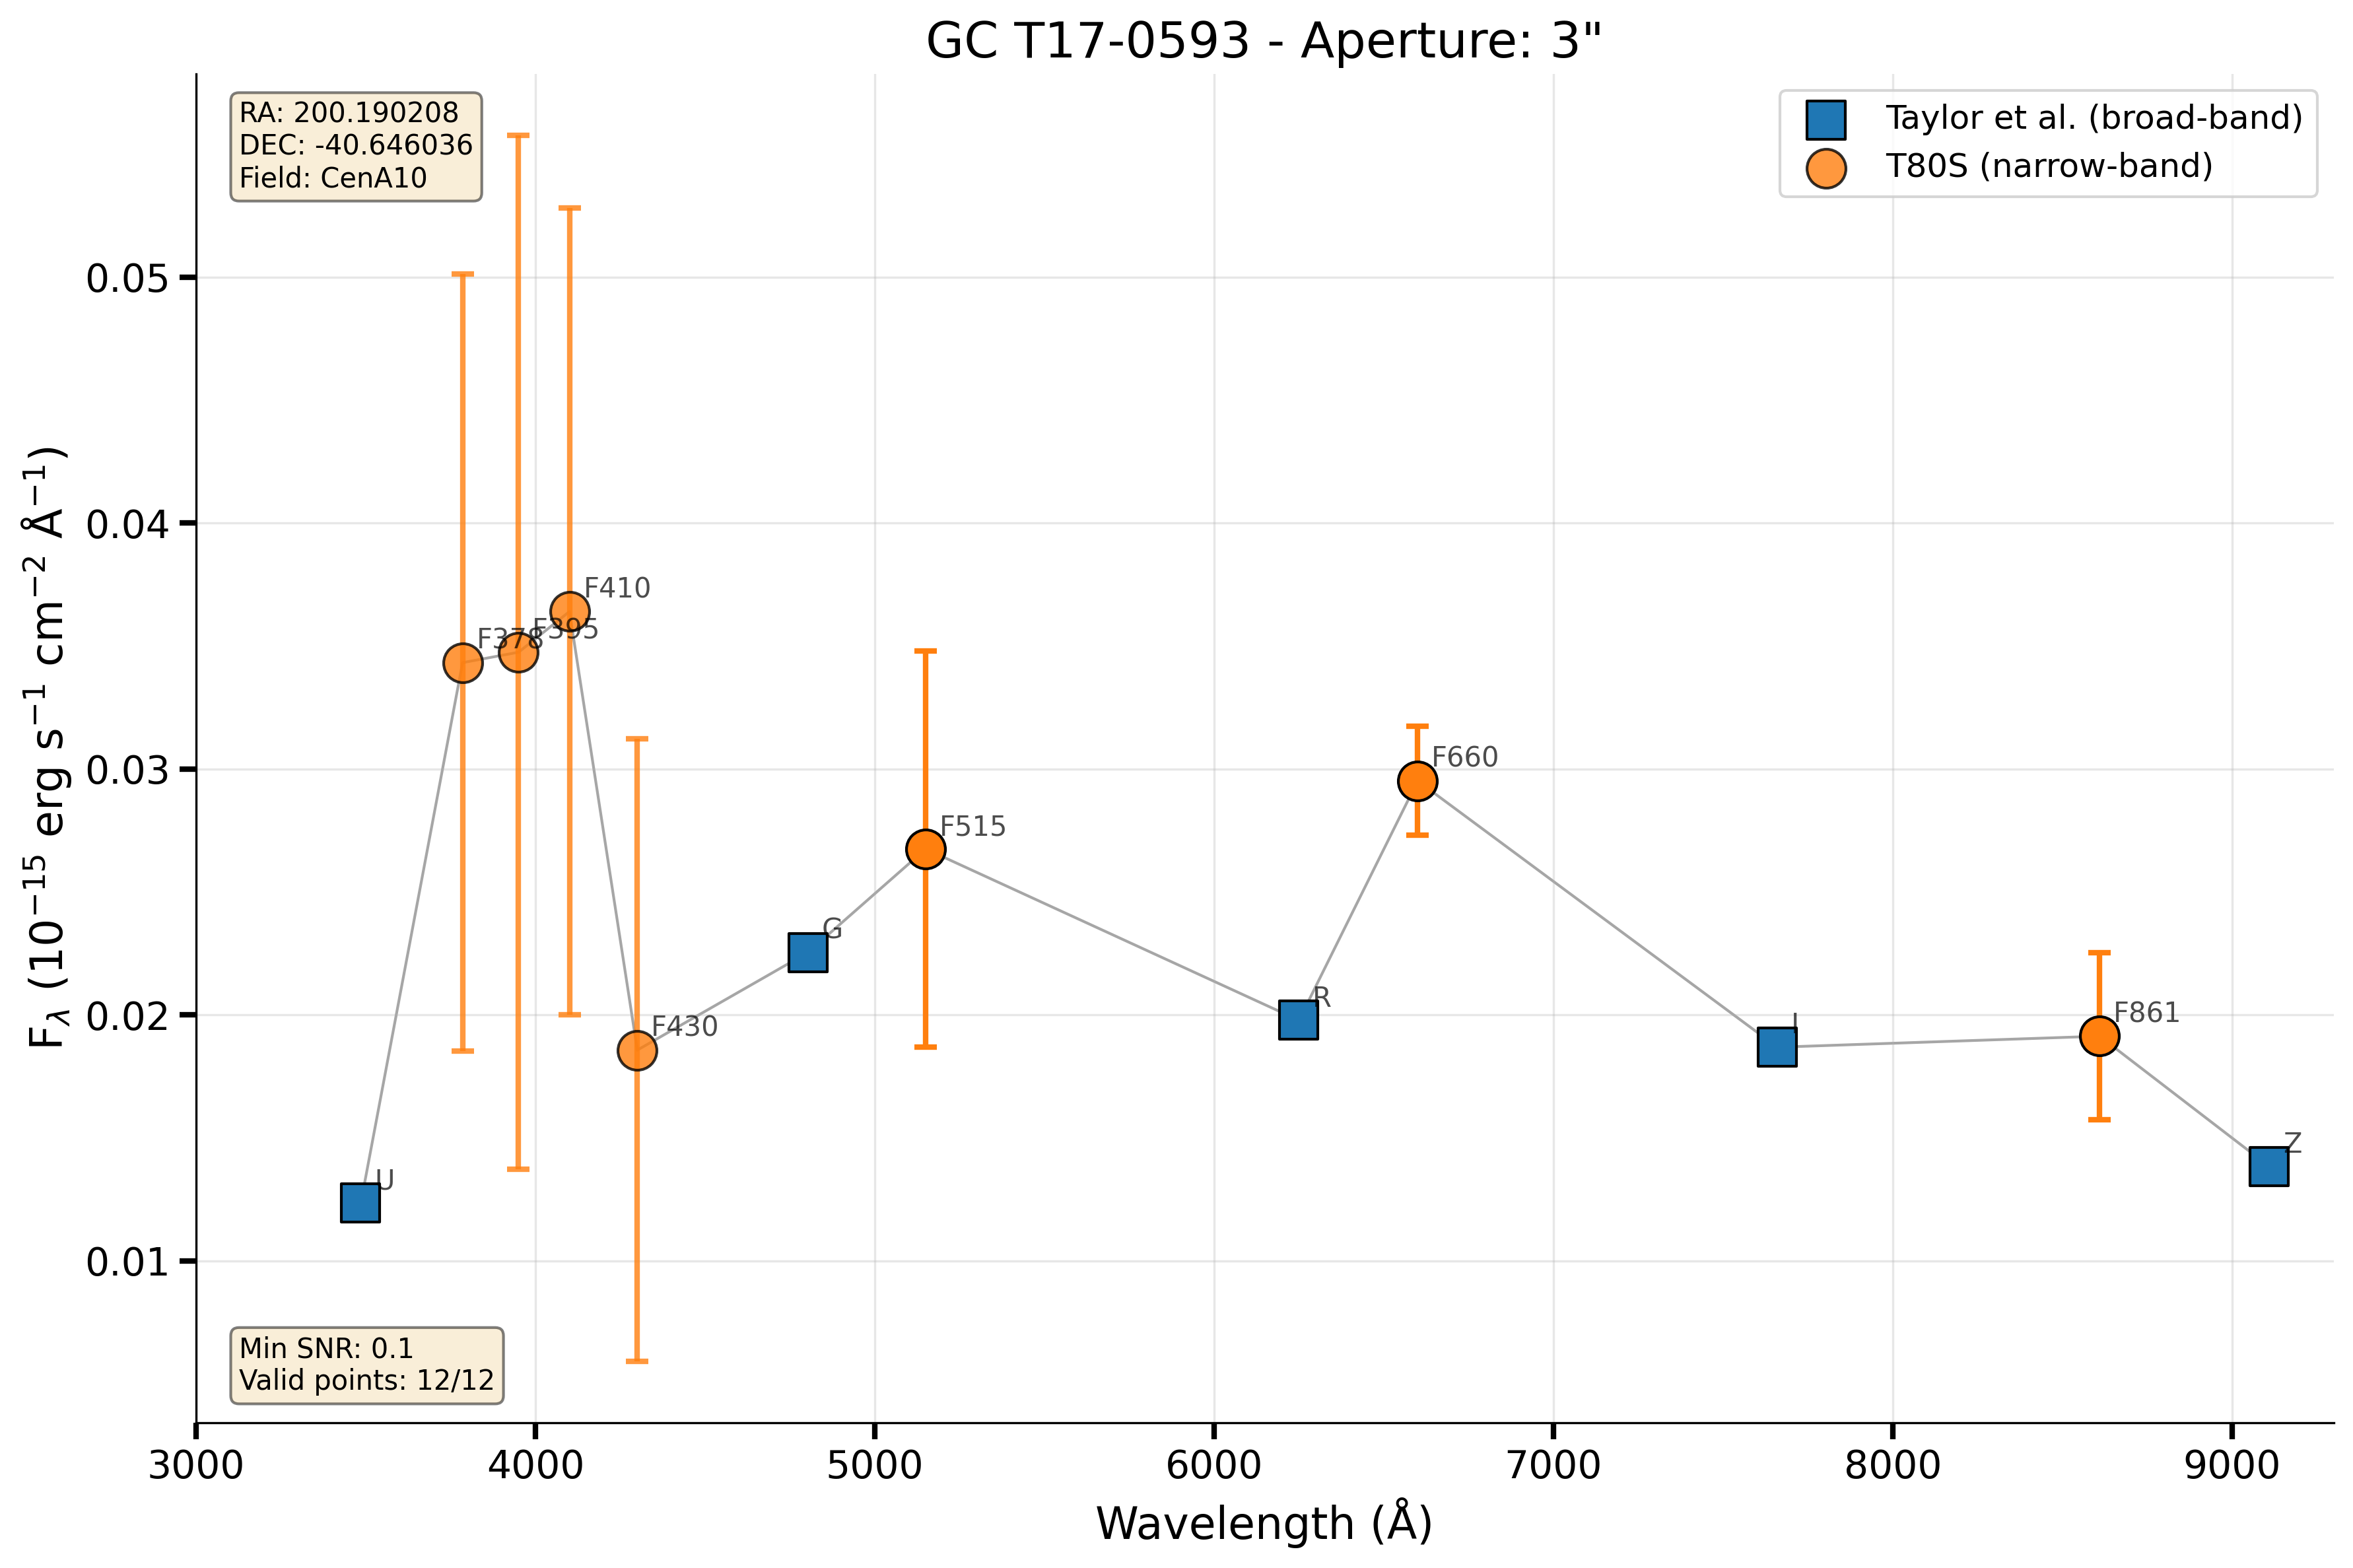 GC T17-0593 - Aperture: 3"
RA: 200.190208
DEC: -40.646036
Field: CenA10
Taylor et al. (broad-band)
T80S (narrow-band)
F$_{\lambda}$ (10$^{-15}$ erg s$^{-1}$ cm$^{-2}$ Å$^{-1}$)
0.05
0.04
0.03
0.02
0.01
U
F378
F395
F410
F430
G
F515
R
F660
I
F861
Z
Min SNR: 0.1
Valid points: 12/12
3000 4000 5000 6000 7000 8000 9000
Wavelength (Å)